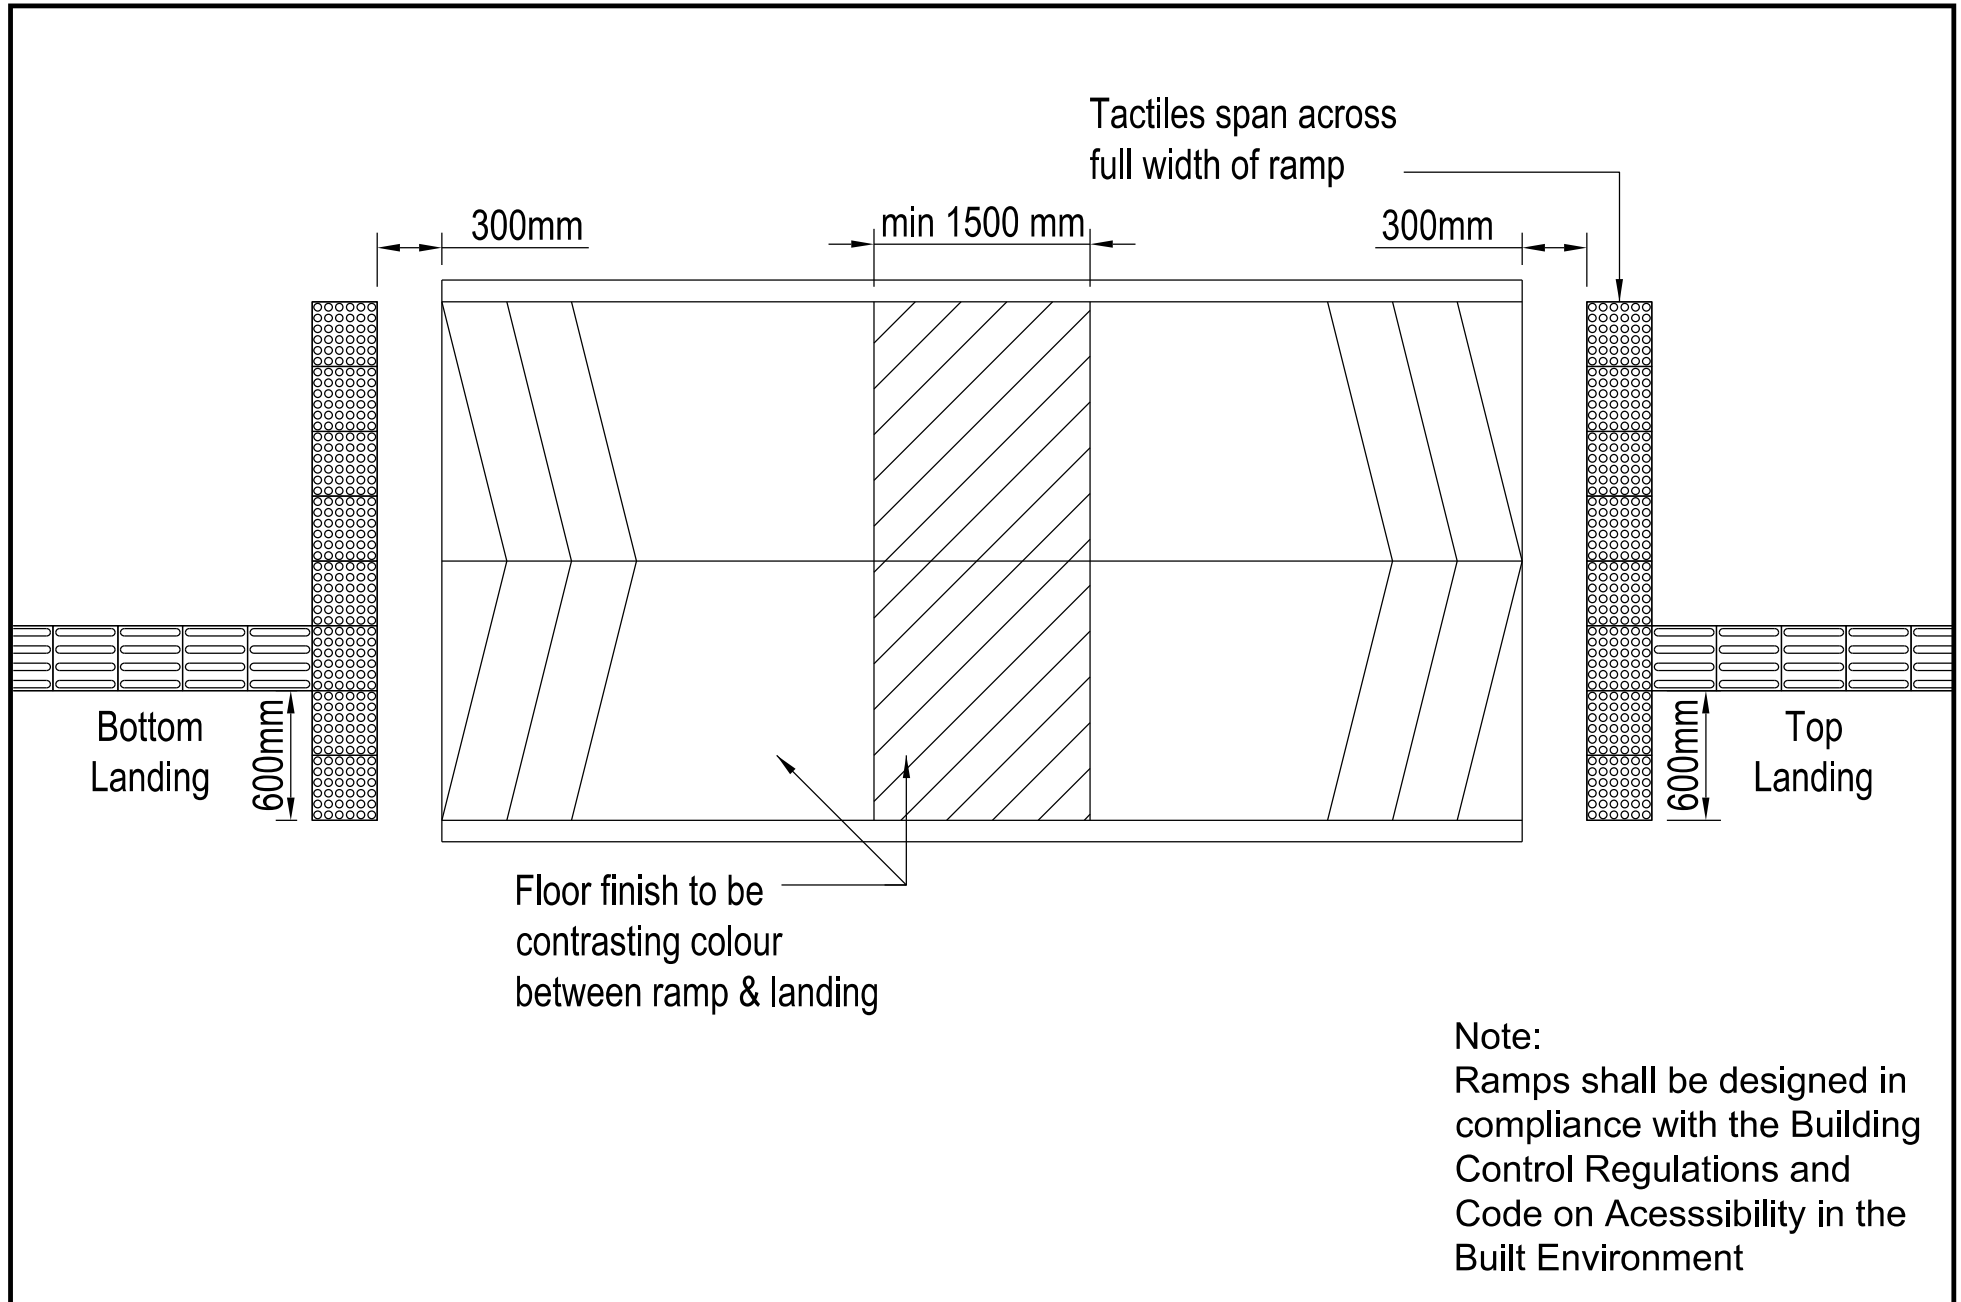 Tactiles span across
full width of ramp
300mm
min 1500 mm
300mm
Bottom
Landing
600mm
600mm
Top
Landing
Floor finish to be
contrasting colour
between ramp & landing
Note:
Ramps shall be designed in
compliance with the Building
Control Regulations and
Code on Acesssibility in the
Built Environment